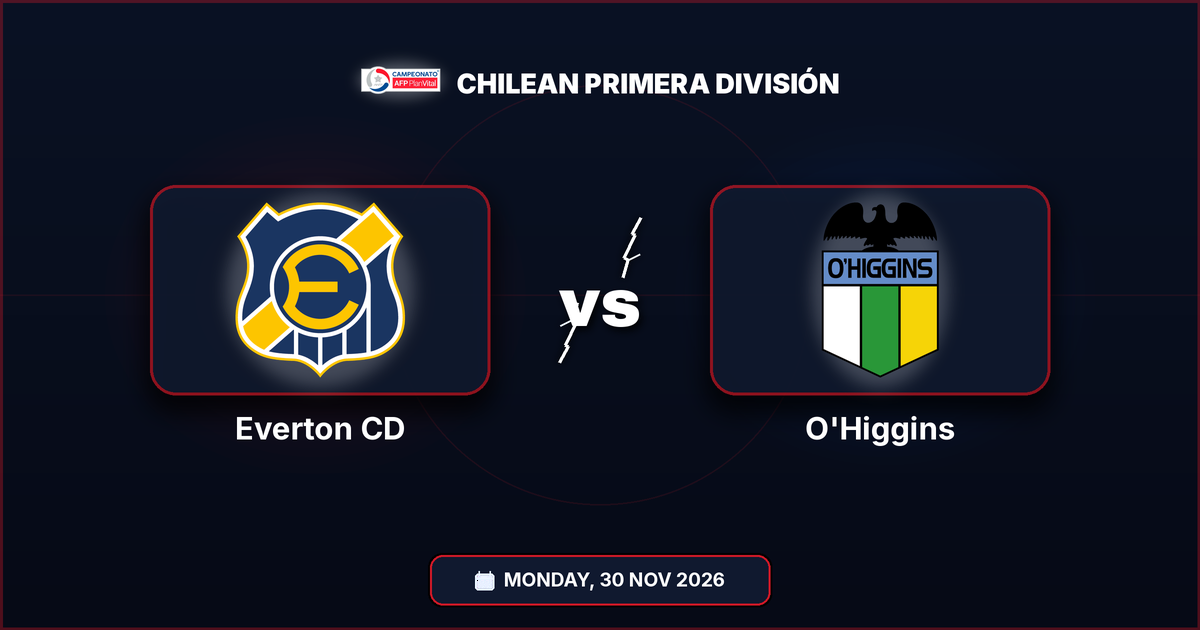 CAMPEONATO
AFP PlanVital
CHILEAN PRIMERA DIVISIÓN
E
O'HIGGINS
VS
Everton CD
O'Higgins
MONDAY, 30 NOV 2026